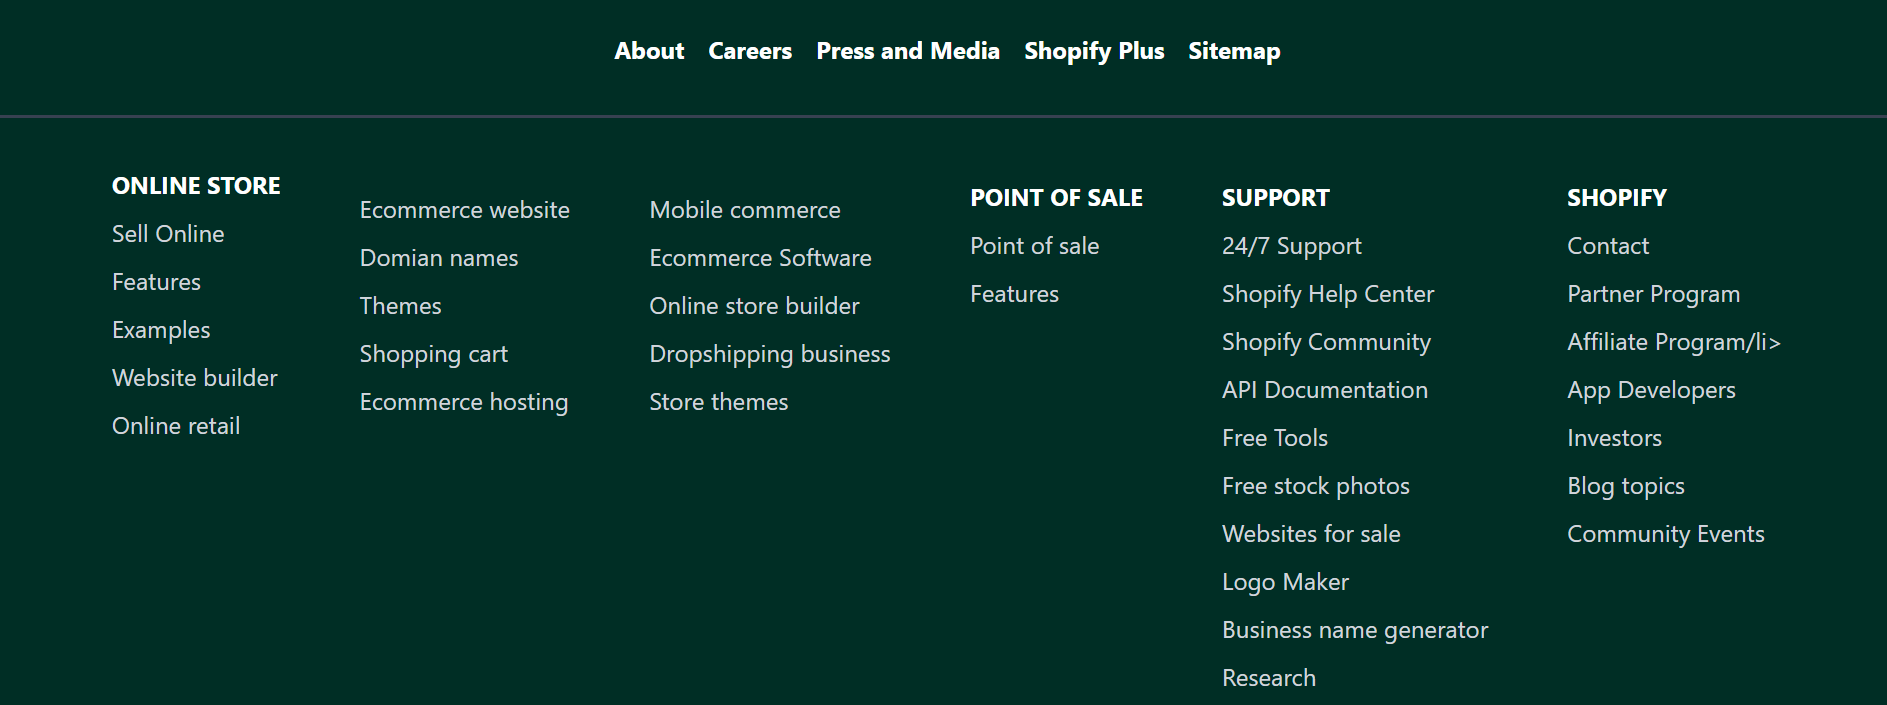 About Careers Press and Media Shopify Plus Sitemap
ONLINE STORE
Sell Online
Features
Examples
Website builder
Online retail
Ecommerce website
Domian names
Themes
Shopping cart
Ecommerce hosting
Mobile commerce
Ecommerce Software
Online store builder
Dropshipping business
Store themes
POINT OF SALE
Point of sale
Features
SUPPORT
24/7 Support
Shopify Help Center
Shopify Community
API Documentation
Free Tools
Free stock photos
Websites for sale
Logo Maker
Business name generator
Research
SHOPIFY
Contact
Partner Program
Affiliate Program/li>
App Developers
Investors
Blog topics
Community Events